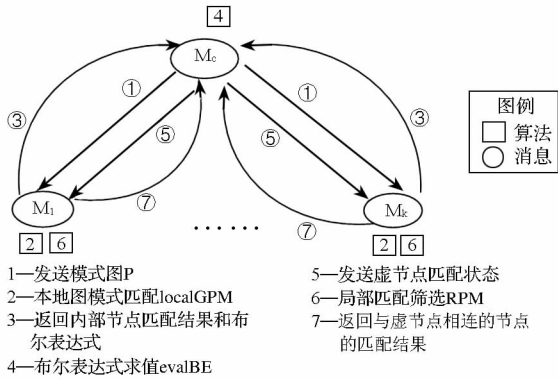 4
Mc
①
①
③
③
⑤
⑤
⑦
⑦
M1
Mk
······
2 6
2 6
图例
算法
消息
1—发送模式图P
2—本地图模式匹配localGPM
3—返回内部节点匹配结果和布
尔表达式
4—布尔表达式求值evalBE
5—发送虚节点匹配状态
6—局部匹配筛选RPM
7—返回与虚节点相连的节点
的匹配结果